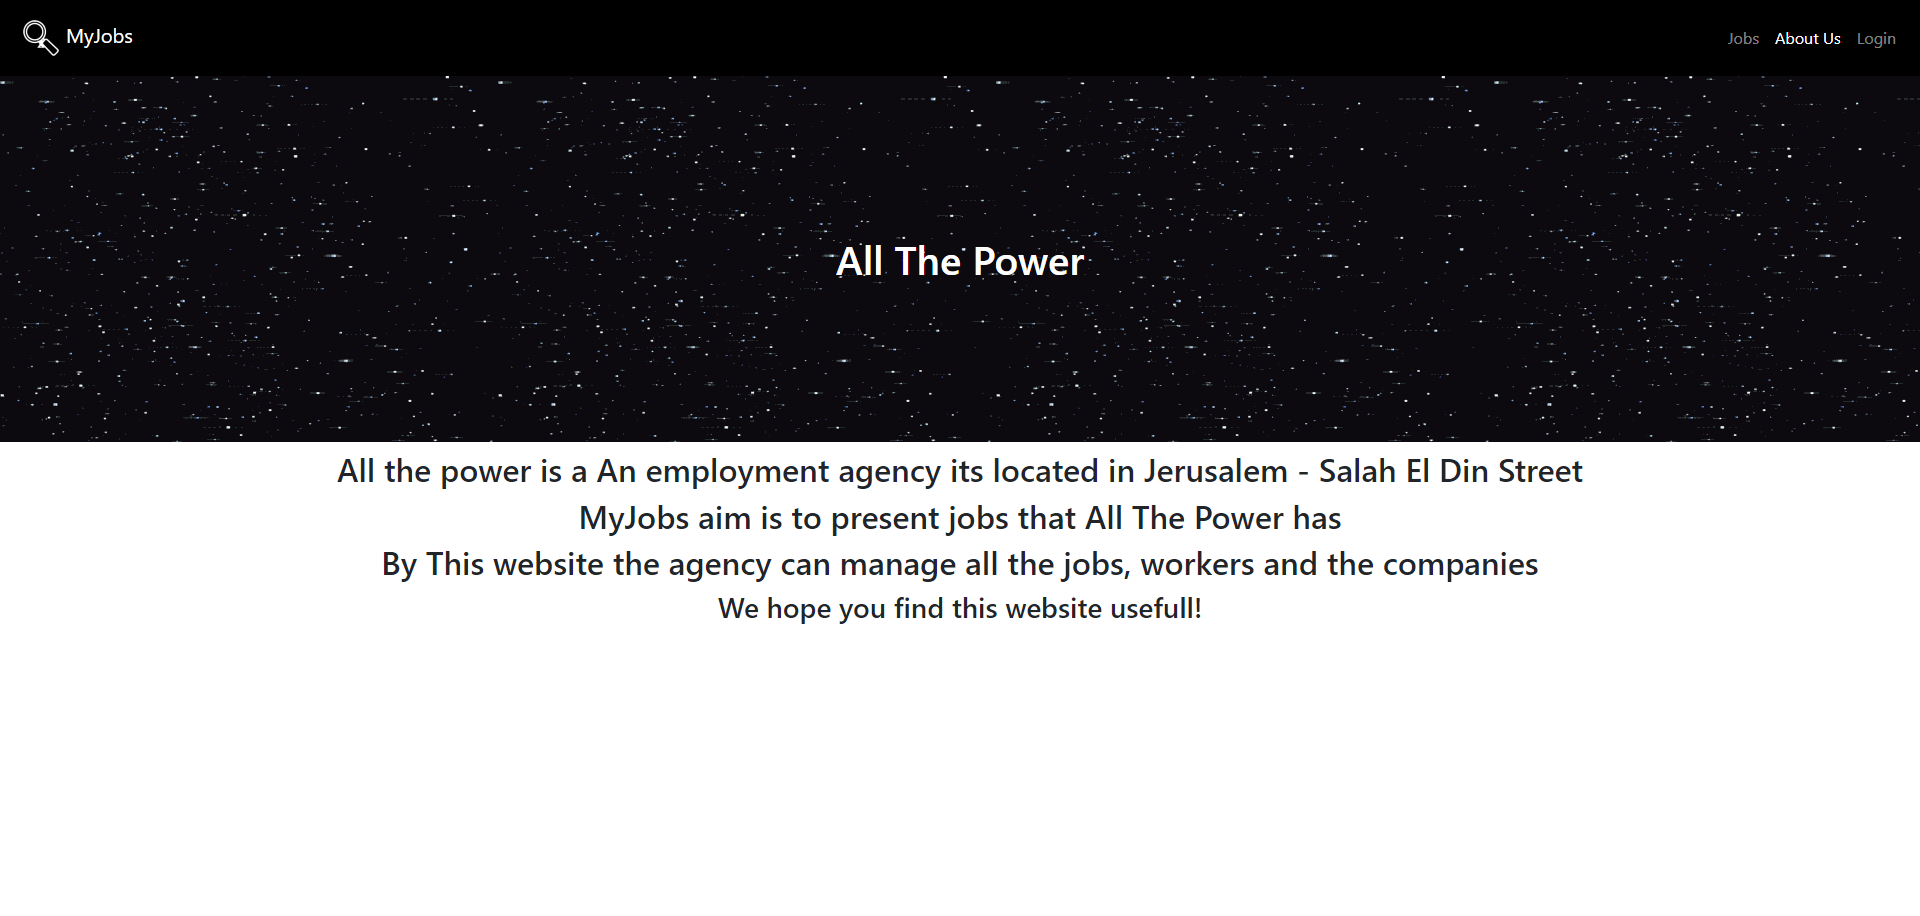 MyJobs
Jobs About Us Login
All The Power
All the power is a An employment agency its located in Jerusalem - Salah El Din Street
MyJobs aim is to present jobs that All The Power has
By This website the agency can manage all the jobs, workers and the companies
We hope you find this website usefull!